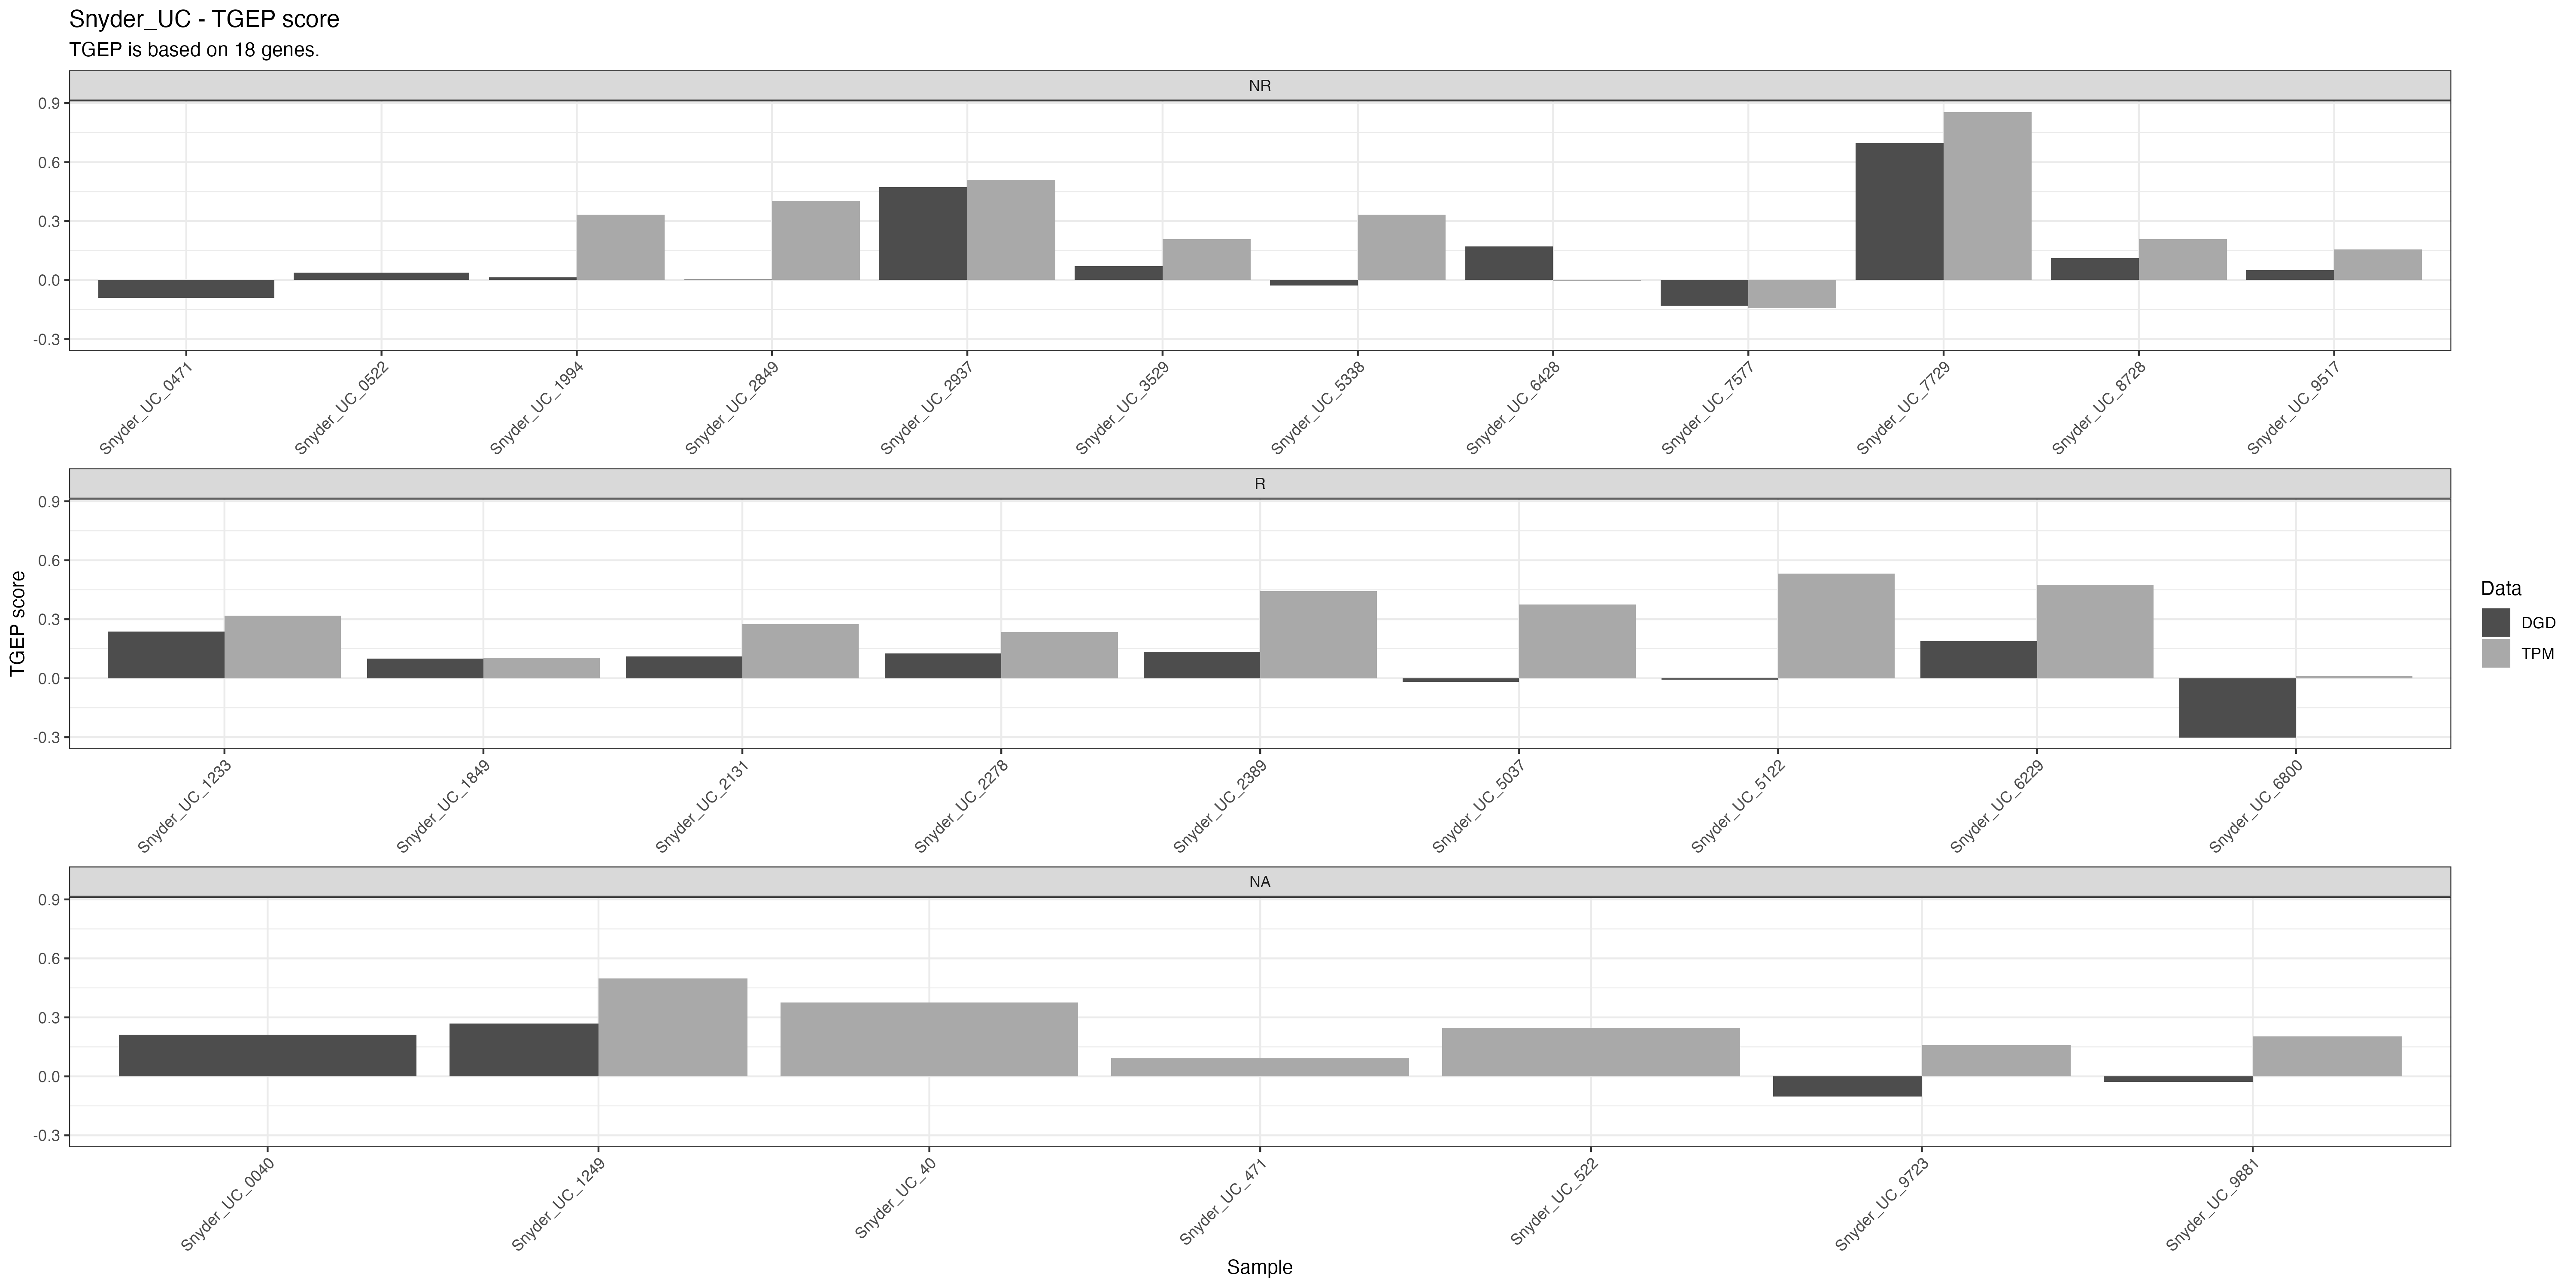 Snyder_UC - TGEP score
TGEP is based on 18 genes.
NR
0.9
0.6
0.3
0.0
-0.3
Snyder_UC_0471
Snyder_UC_0522
Snyder_UC_1994
Snyder_UC_2849
Snyder_UC_2937
Snyder_UC_3529
Snyder_UC_5338
Snyder_UC_6428
Snyder_UC_7577
Snyder_UC_7729
Snyder_UC_8728
Snyder_UC_9517
R
0.9
0.6
0.3
0.0
-0.3
Snyder_UC_1233
Snyder_UC_1849
Snyder_UC_2131
Snyder_UC_2278
Snyder_UC_2389
Snyder_UC_5037
Snyder_UC_5122
Snyder_UC_6229
Snyder_UC_6800
TGEP score
Data
DGD
TPM
NA
0.9
0.6
0.3
0.0
-0.3
Snyder_UC_0040
Snyder_UC_1249
Snyder_UC_40
Snyder_UC_471
Snyder_UC_522
Snyder_UC_9723
Snyder_UC_9881
Sample